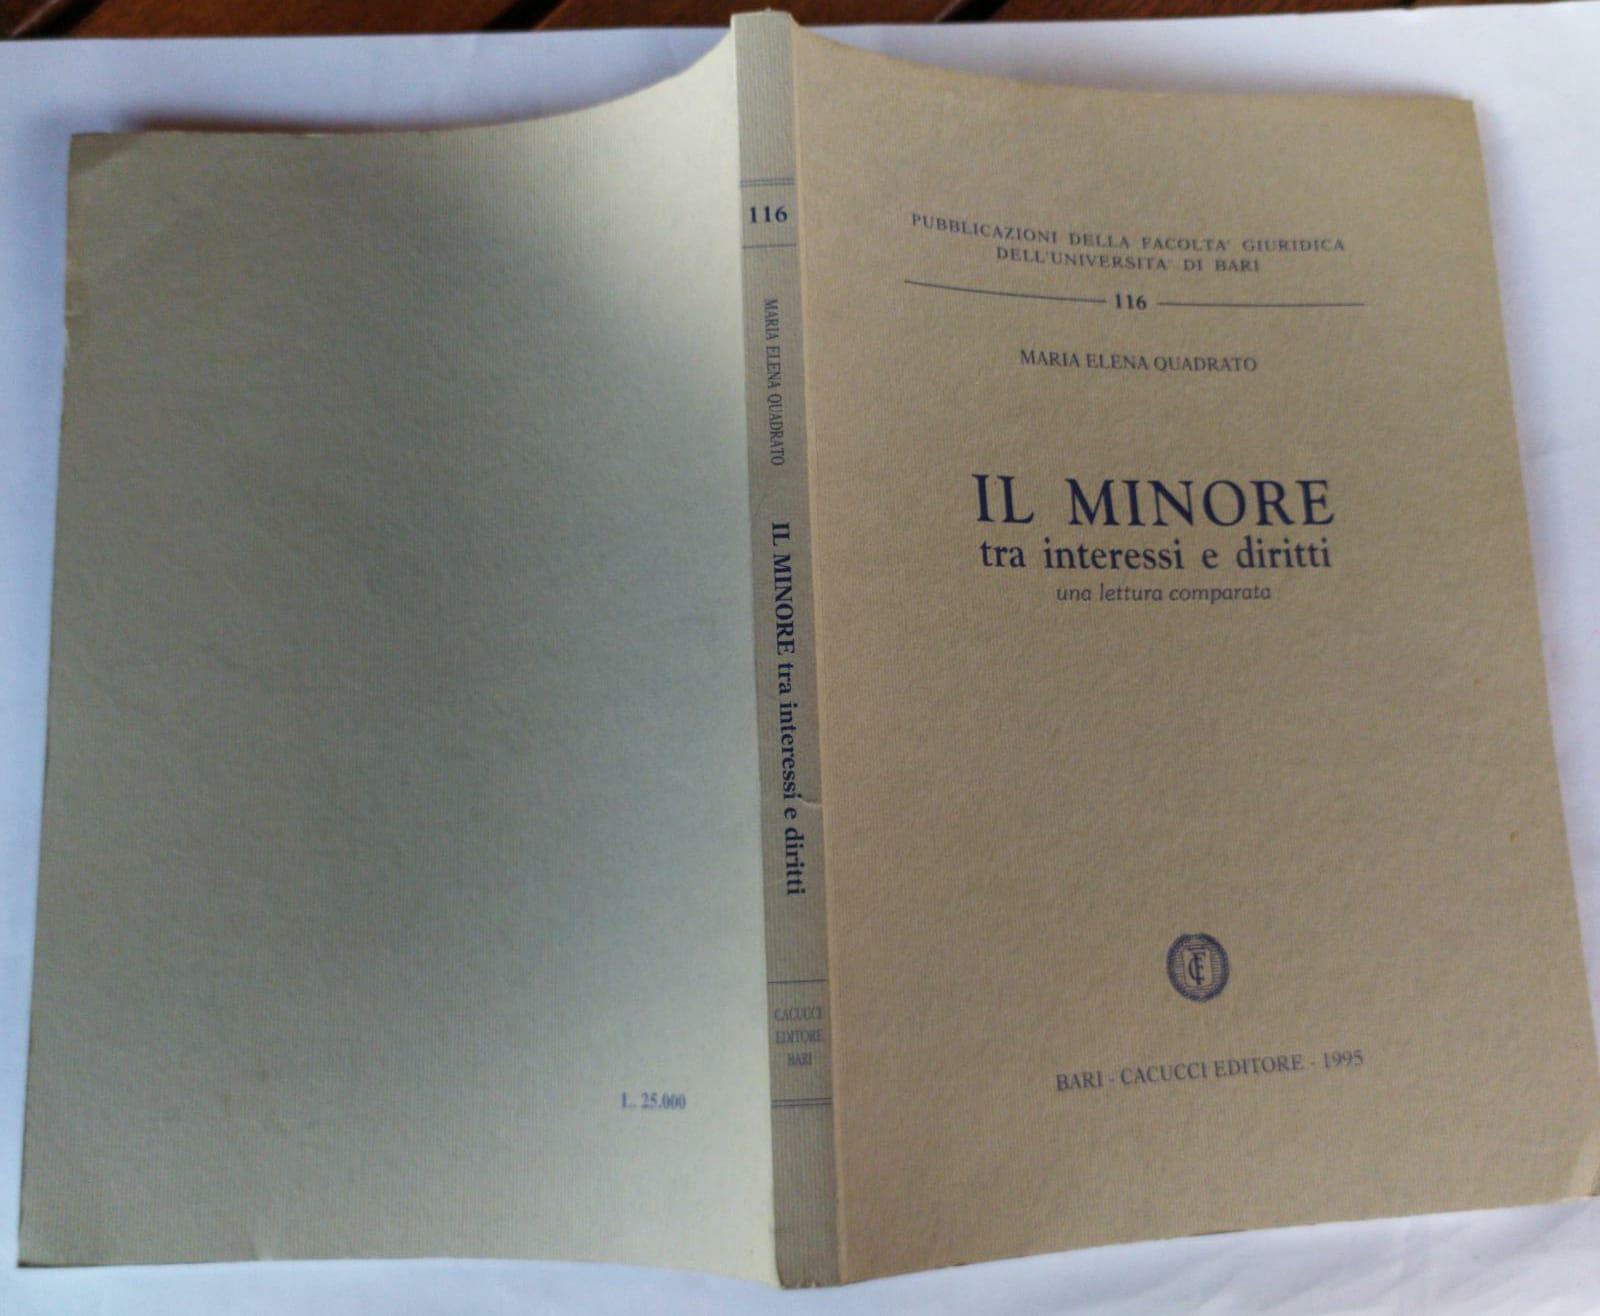 L. 25.000
116
MARIA ELENA QUADRATO
IL MINORE tra interessi e diritti
CACUCCI
EDITORE
BARI
PUBBLICAZIONI DELLA FACOLTA' GIURIDICA
DELL'UNIVERSITA' DI BARI
116
MARIA ELENA QUADRATO
IL MINORE
tra interessi e diritti
una lettura comparata
BARI - CACUCCI EDITORE - 1995